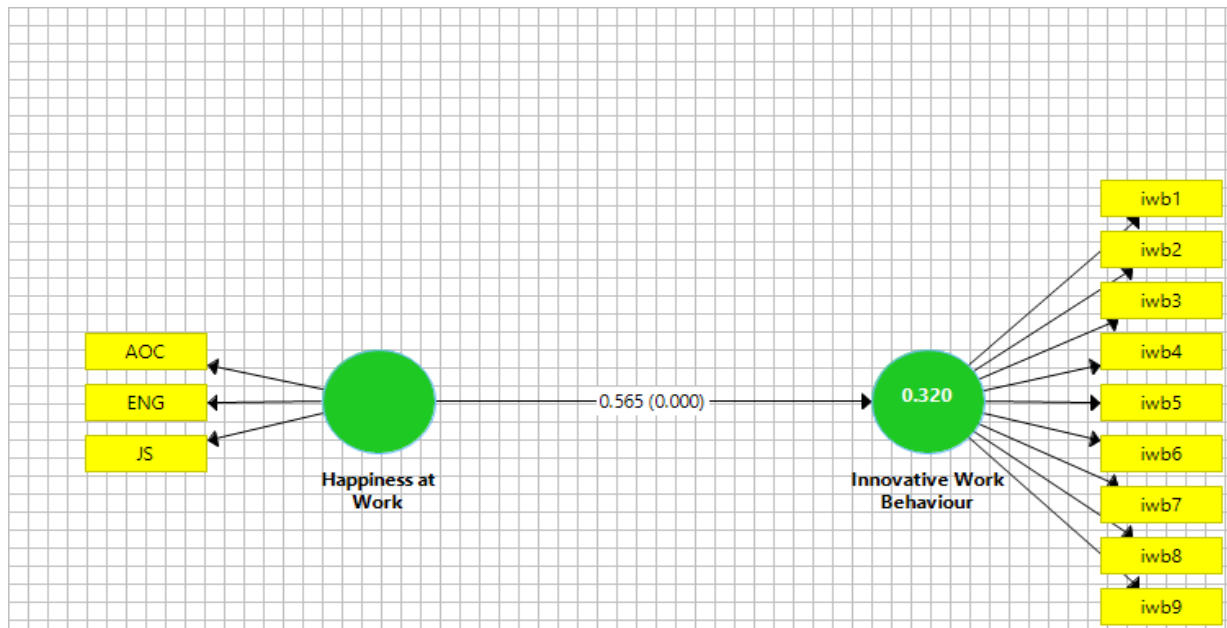 iwb1
iwb2
iwb3
AOC
iwb4
ENG
0.565 (0.000)
0.320
iwb5
JS
iwb6
Happiness at
Work
Innovative Work
Behaviour
iwb7
iwb8
iwb9